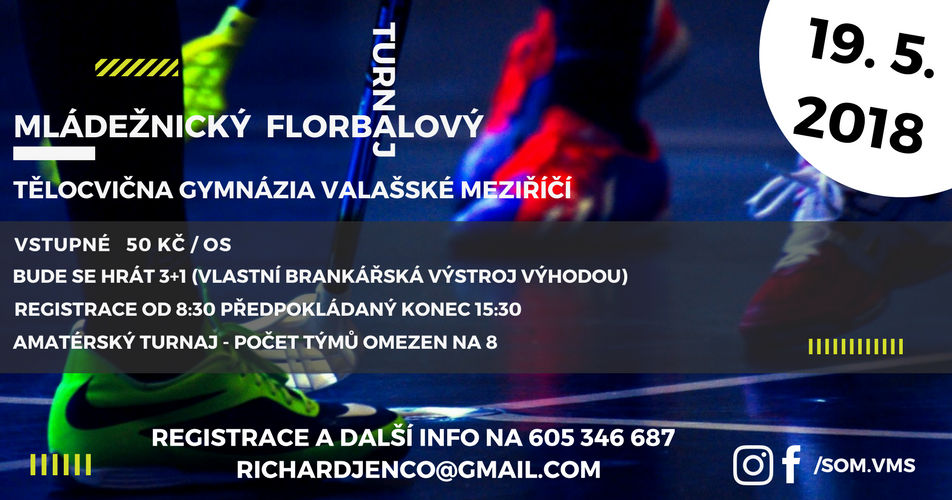 19. 5.
2018
TURNAJ
MLÁDEŽNICKÝ FLORBALOVÝ
TĚLOCVIČNA GYMNÁZIA VALAŠSKÉ MEZIŘÍČÍ
VSTUPNÉ 50 KČ / OS
BUDE SE HRÁT 3+1 (VLASTNÍ BRANKÁŘSKÁ VÝSTROJ VÝHODOU)
REGISTRACE OD 8:30 PŘEDPOKLÁDANÝ KONEC 15:30
AMATÉRSKÝ TURNAJ - POČET TÝMŮ OMEZEN NA 8
REGISTRACE A DALŠÍ INFO NA 605 346 687
RICHARDJENCO@GMAIL.COM
/SOM.VMS